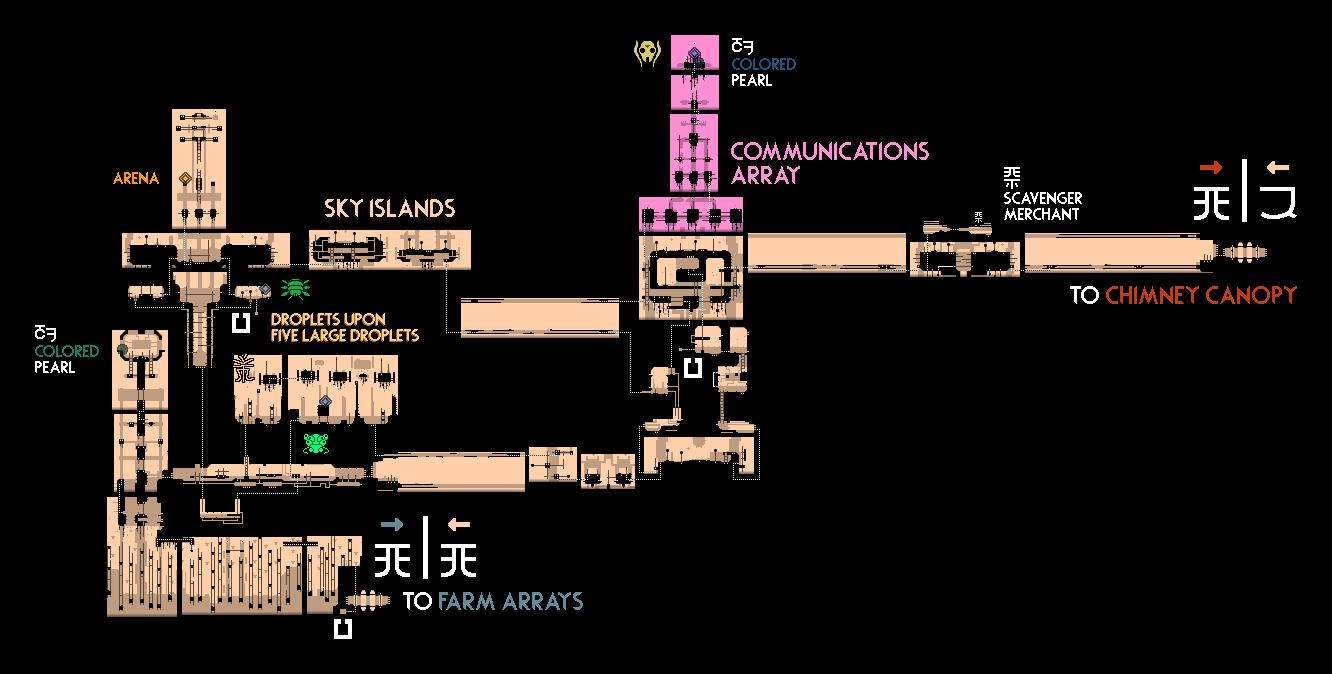 COLORED
PEARL
COMMUNICATIONS
ARRAY
ARENA
SKY ISLANDS
SCAVENGER
MERCHANT
TO CHIMNEY CANOPY
DROPLETS UPON
FIVE LARGE DROPLETS
COLORED
PEARL
TO FARM ARRAYS